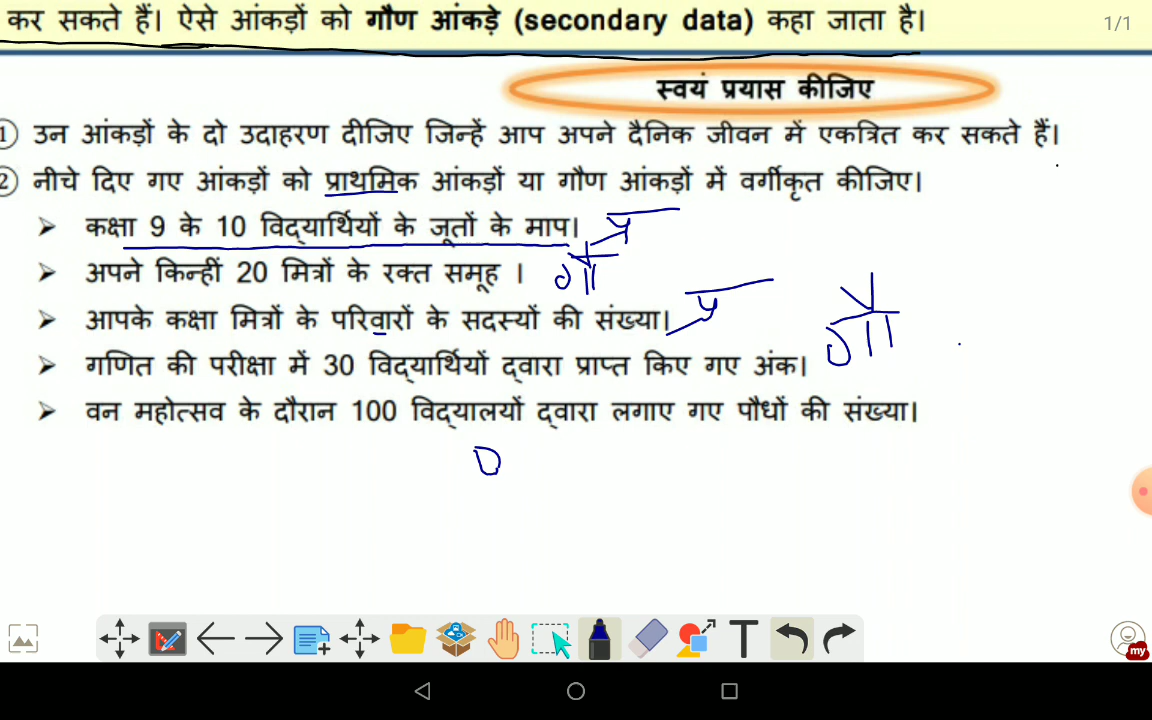 कर सकते हैं। ऐसे आंकड़ों को गौण आंकड़े (secondary data) कहा जाता है।
1/1
स्वयं प्रयास कीजिए
① उन आंकड़ों के दो उदाहरण दीजिए जिन्हें आप अपने दैनिक जीवन में एकत्रित कर सकते हैं।
② नीचे दिए गए आंकड़ों को प्राथमिक आंकड़ों या गौण आंकड़ों में वर्गीकृत कीजिए।
➤ कक्षा 9 के 10 विद्यार्थियों के जूतों के माप।
➤ अपने किन्हीं 20 मित्रों के रक्त समूह ।
➤ आपके कक्षा मित्रों के परिवारों के सदस्यों की संख्या।
➤ गणित की परीक्षा में 30 विद्यार्थियों द्वारा प्राप्त किए गए अंक।
➤ वन महोत्सव के दौरान 100 विद्यालयों द्वारा लगाए गए पौधों की संख्या।
T
my